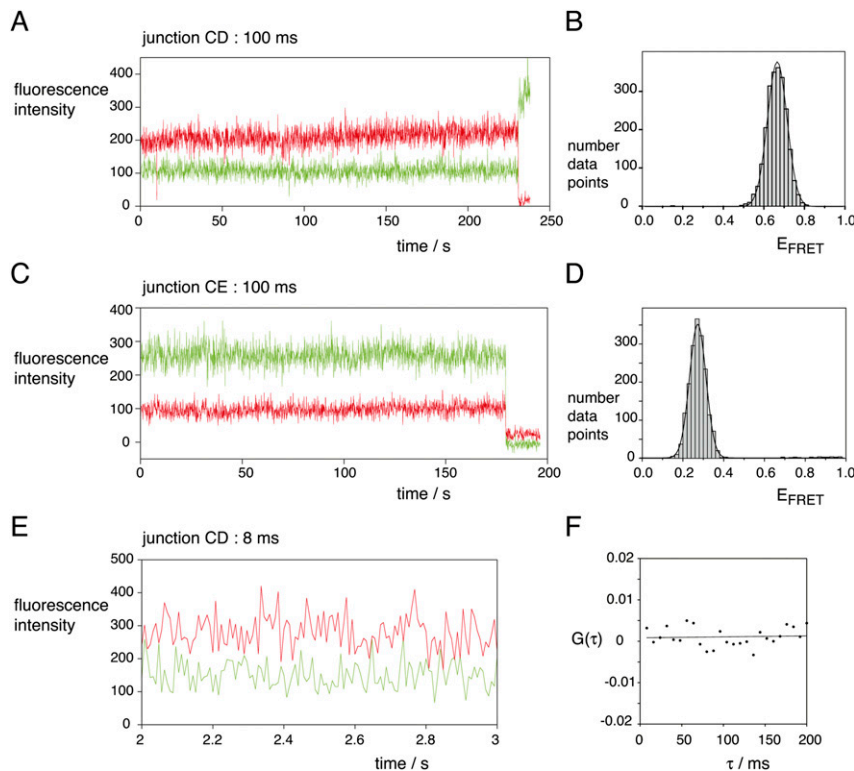 A
junction CD : 100 ms
fluorescence
intensity
400
300
200
100
0
0
50
100
150
200
250
time / s
B
number
data
points
300
200
100
0
0.0
0.2
0.4
0.6
0.8
1.0
E_FRET
C
junction CE : 100 ms
fluorescence
intensity
400
300
200
100
0
0
50
100
150
200
time / s
D
number
data
points
300
200
100
0
0.0
0.2
0.4
0.6
0.8
1.0
E_FRET
E
junction CD : 8 ms
fluorescence
intensity
500
400
300
200
100
0
2
2.2
2.4
2.6
2.8
3
time / s
F
G(τ)
0.02
0.01
0
-0.01
-0.02
0
50
100
150
200
τ / ms